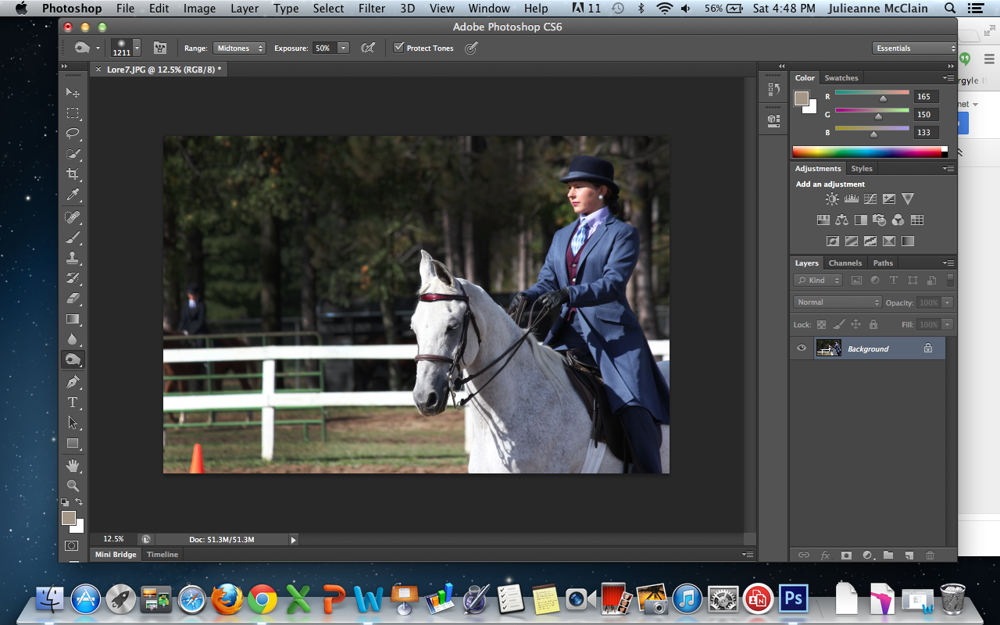 Photoshop File Edit Image Layer Type Select Filter 3D View Window Help 11 56% Sat 4:48 PM Julieanne McClain
Adobe Photoshop CS6
1211 Range: Midtones Exposure: 50% Protect Tones Essentials
× Lore7.JPG @ 12.5% (RGB/8) *
Color Swatches
R 165
G 150
B 133
rgyle I
net
Adjustments Styles
Add an adjustment
Layers Channels Paths
Kind T
Normal Opacity: 100%
Lock: Fill: 100%
Background
T
fx
12.5% Doc: 51.3M/51.3M
Mini Bridge Timeline
X P W Ps W